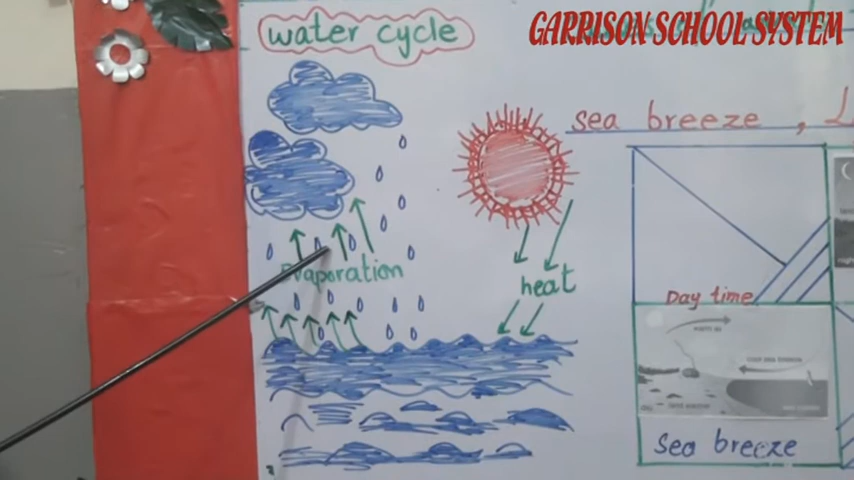 GARRISON SCHOOL SYSTEM
water cycle
sea breeze , L
Evaporation
heat
Day time
Sea breeze